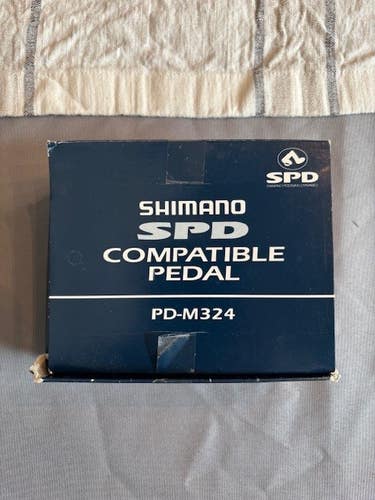 SPD
SHIMANO
SPD
COMPATIBLE
PEDAL
PD-M324